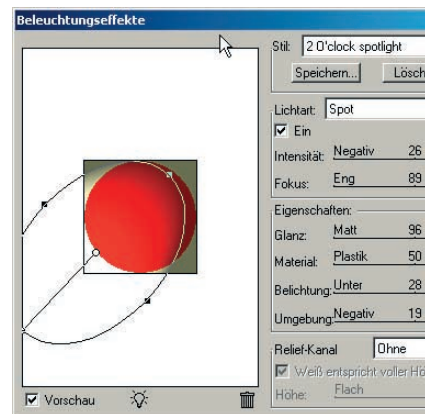 Beleuchtungseffekte
Stil: 2 O'clock spotlight
Speichern... Lösch
Lichtart: Spot
Ein
Intensität: Negativ 26
Fokus: Eng 89
Eigenschaften:
Glanz: Matt 96
Material: Plastik 50
Belichtung: Unter 28
Umgebung: Negativ 19
Relief-Kanal Ohne
Weiß entspricht voller Hö
Höhe: Flach
Vorschau